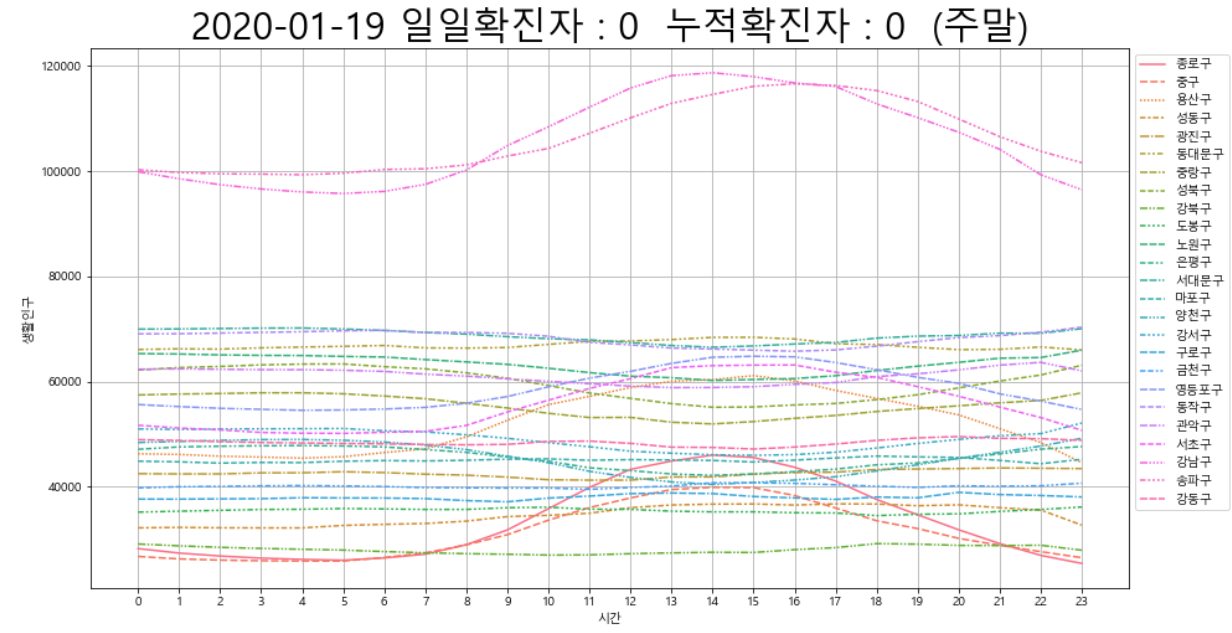 2020-01-19 일일확진자 : 0 누적확진자 : 0 (주말)
120000
100000
80000
60000
40000
생활인구
0 1 2 3 4 5 6 7 8 9 10 11 12 13 14 15 16 17 18 19 20 21 22 23
시간
종로구
중구
용산구
성동구
광진구
동대문구
중랑구
성북구
강북구
도봉구
노원구
은평구
서대문구
마포구
양천구
강서구
구로구
금천구
영등포구
동작구
관악구
서초구
강남구
송파구
강동구